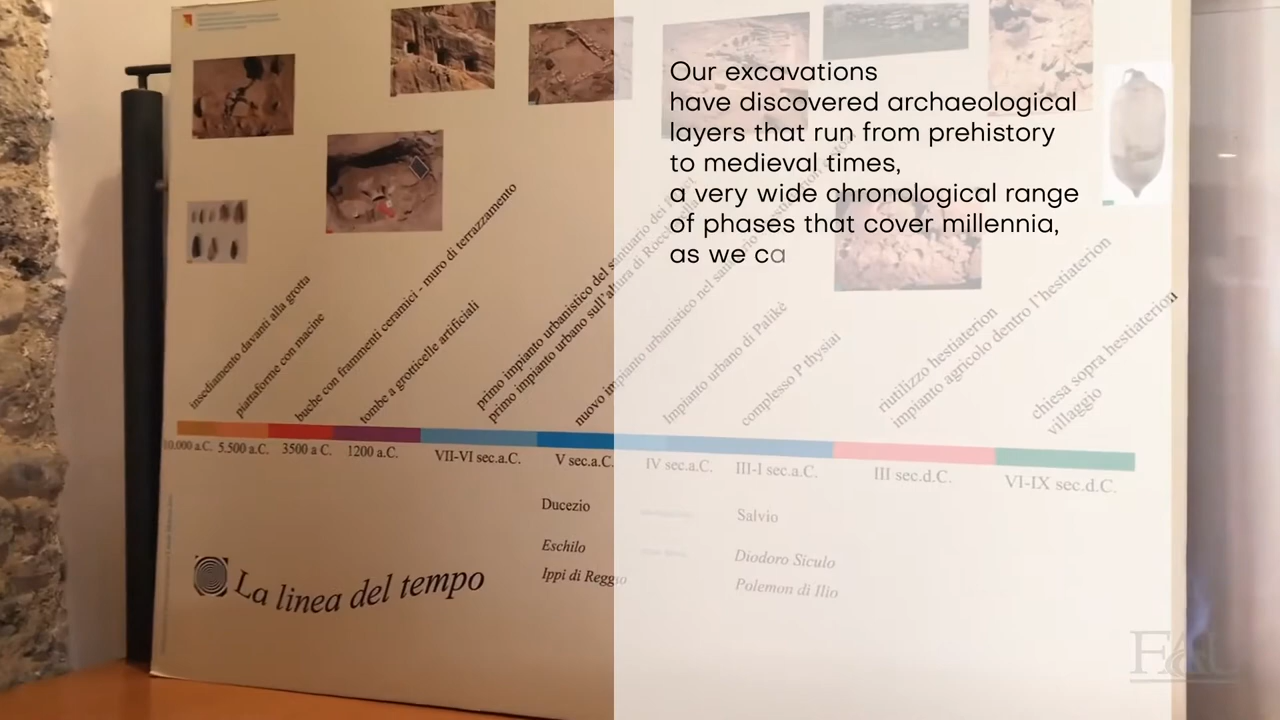 Our excavations
have discovered archaeological
layers that run from prehistory
to medieval times,
a very wide chronological range
of phases that cover millennia,
as we ca
insediamento davanti alla grotta
piattaforme con macine
buche con frammenti ceramici - muro di terrazzamento
tombe a grotticelle artificiali
primo impianto urbanistico del santuario dei
primo impianto urbano sull'altura di Rocc
nuovo impianto urbanistico nel
Impianto urbano di Palikè
complesso P thysiai
riutilizzo hestiaterion
impianto agricolo dentro l'hestiaterion
chiesa sopra hestiaterion
villaggio
10.000 a.C. 5.500 a.C. 3500 a C. 1200 a.C. VII-VI sec.a.C. V sec.a.C. IV sec.a.C. III-I sec.a.C. III sec.d.C. VI-IX sec.d.C.
Ducezio
Eschilo
Ippi di Reggio
Salvio
Diodoro Siculo
Polemon di Ilio
La linea del tempo